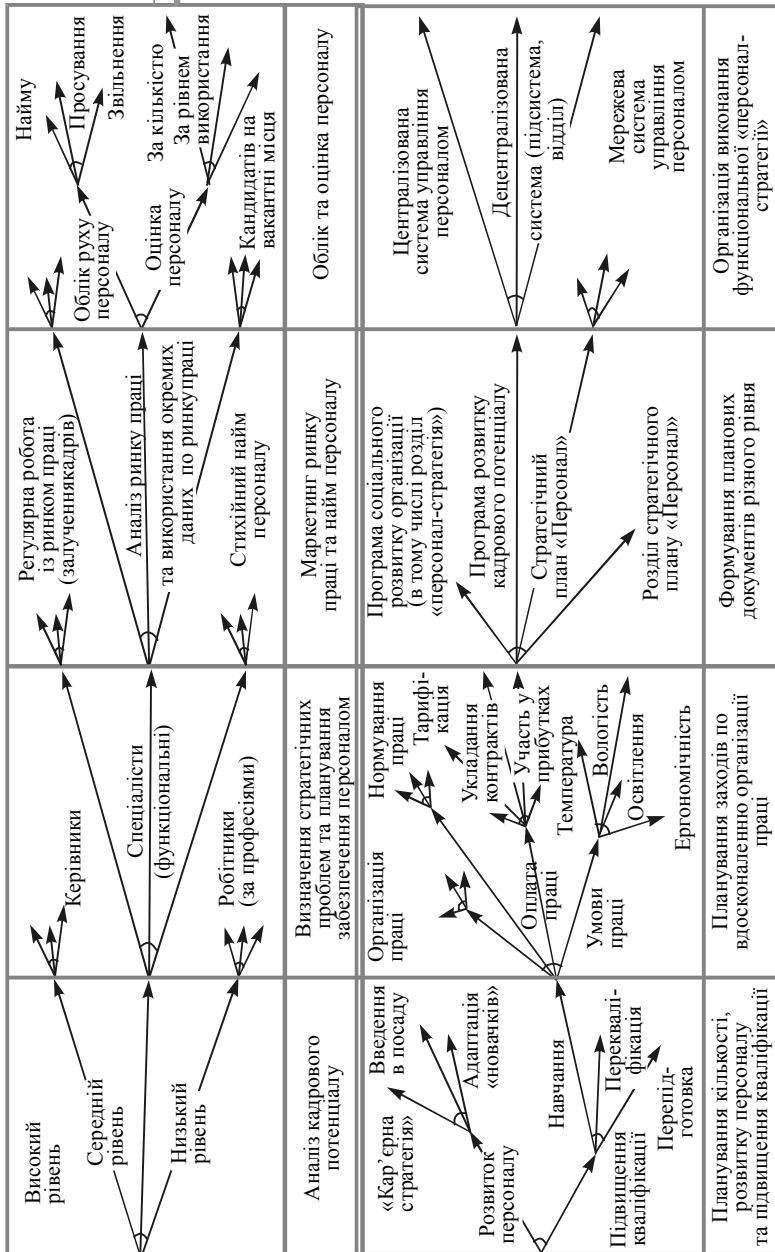 Високий
рівень
Середній
рівень
Низький
рівень
Аналіз кадрового
потенціалу
Керівники
Спеціалісти
(функціональні)
Робітники
(за професіями)
Визначення стратегічних
проблем та планування
забезпечення персоналом
Регулярна робота
із ринком праці
(залученнякадрів)
Аналіз ринку праці
та використання окремих
даних по ринкупраці
Стихійний найм
персоналу
Маркетинг ринку
праці та найм персоналу
Найму
Просування
Звільнення
Облік руху
персоналу
За кількістю
За рівнем
використання
Оцінка
персоналу
Кандидатів на
вакантні місця
Облік та оцінка персоналу
«Кар’єрна
стратегія»
Введення
в посаду
Адаптація
«новачків»
Розвиток
персоналу
Навчання
Підвищення
кваліфікації
Переквалі-
фікація
Перепід-
готовка
Планування кількості,
розвитку персоналу
та підвищення кваліфікації
Організація
праці
Нормування
праці
Тарифі-
кація
Оплата
праці
Укладання
контрактів
Участь у
прибутках
Умови
праці
Температура
Вологість
Освітлення
Ергономічність
Планування заходів по
вдосконаленню організації
праці
Програма соціального
розвитку організації
(в тому числі розділ
«персонал-стратегія»)
Програма розвитку
кадрового потенціалу
Стратегічний
план «Персонал»
Розділ стратегічного
плану «Персонал»
Формування планових
документів різного рівня
Централізована
система управління
персоналом
Децентралізована
система (підсистема,
відділ)
Мережева
система
управління
персоналом
Організація виконання
функціональної «персонал-
стратегії»